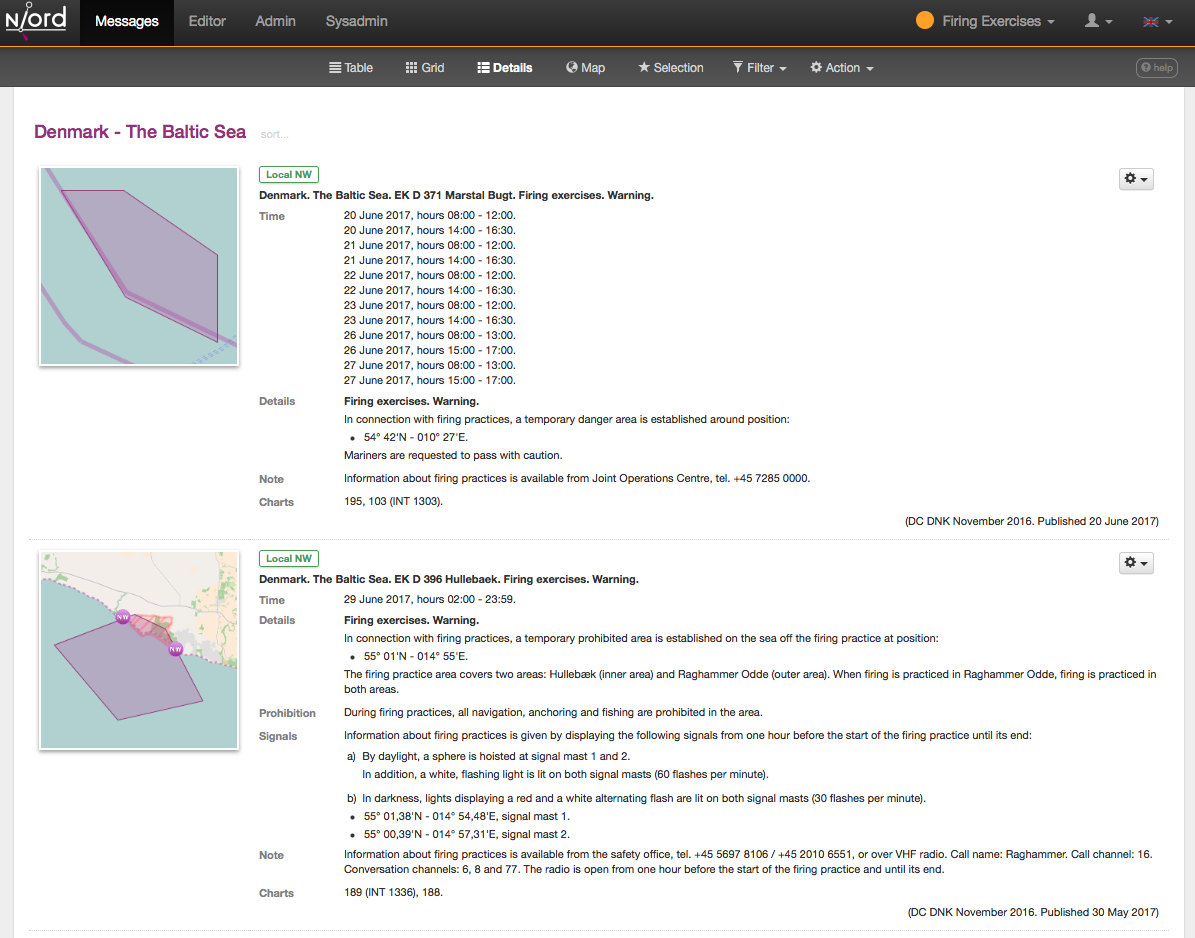 Njord
Messages
Editor
Admin
Sysadmin
Firing Exercises
Table
Grid
Details
Map
Selection
Filter
Action
help
Denmark - The Baltic Sea sort...
Local NW
Denmark. The Baltic Sea. EK D 371 Marstal Bugt. Firing exercises. Warning.
Time 20 June 2017, hours 08:00 - 12:00.
20 June 2017, hours 14:00 - 16:30.
21 June 2017, hours 08:00 - 12:00.
21 June 2017, hours 14:00 - 16:30.
22 June 2017, hours 08:00 - 12:00.
22 June 2017, hours 14:00 - 16:30.
23 June 2017, hours 08:00 - 12:00.
23 June 2017, hours 14:00 - 16:30.
26 June 2017, hours 08:00 - 13:00.
26 June 2017, hours 15:00 - 17:00.
27 June 2017, hours 08:00 - 13:00.
27 June 2017, hours 15:00 - 17:00.
Details Firing exercises. Warning.
In connection with firing practices, a temporary danger area is established around position:
• 54° 42'N - 010° 27'E.
Mariners are requested to pass with caution.
Note Information about firing practices is available from Joint Operations Centre, tel. +45 7285 0000.
Charts 195, 103 (INT 1303).
(DC DNK November 2016. Published 20 June 2017)
NW
NW
Local NW
Denmark. The Baltic Sea. EK D 396 Hullebaek. Firing exercises. Warning.
Time 29 June 2017, hours 02:00 - 23:59.
Details Firing exercises. Warning.
In connection with firing practices, a temporary prohibited area is established on the sea off the firing practice at position:
• 55° 01'N - 014° 55'E.
The firing practice area covers two areas: Hullebæk (inner area) and Raghammer Odde (outer area). When firing is practiced in Raghammer Odde, firing is practiced in
both areas.
Prohibition During firing practices, all navigation, anchoring and fishing are prohibited in the area.
Signals Information about firing practices is given by displaying the following signals from one hour before the start of the firing practice until its end:
a) By daylight, a sphere is hoisted at signal mast 1 and 2.
In addition, a white, flashing light is lit on both signal masts (60 flashes per minute).
b) In darkness, lights displaying a red and a white alternating flash are lit on both signal masts (30 flashes per minute).
• 55° 01,38'N - 014° 54,48'E, signal mast 1.
• 55° 00,39'N - 014° 57,31'E, signal mast 2.
Note Information about firing practices is available from the safety office, tel. +45 5697 8106 / +45 2010 6551, or over VHF radio. Call name: Raghammer. Call channel: 16.
Conversation channels: 6, 8 and 77. The radio is open from one hour before the start of the firing practice and until its end.
Charts 189 (INT 1336), 188.
(DC DNK November 2016. Published 30 May 2017)